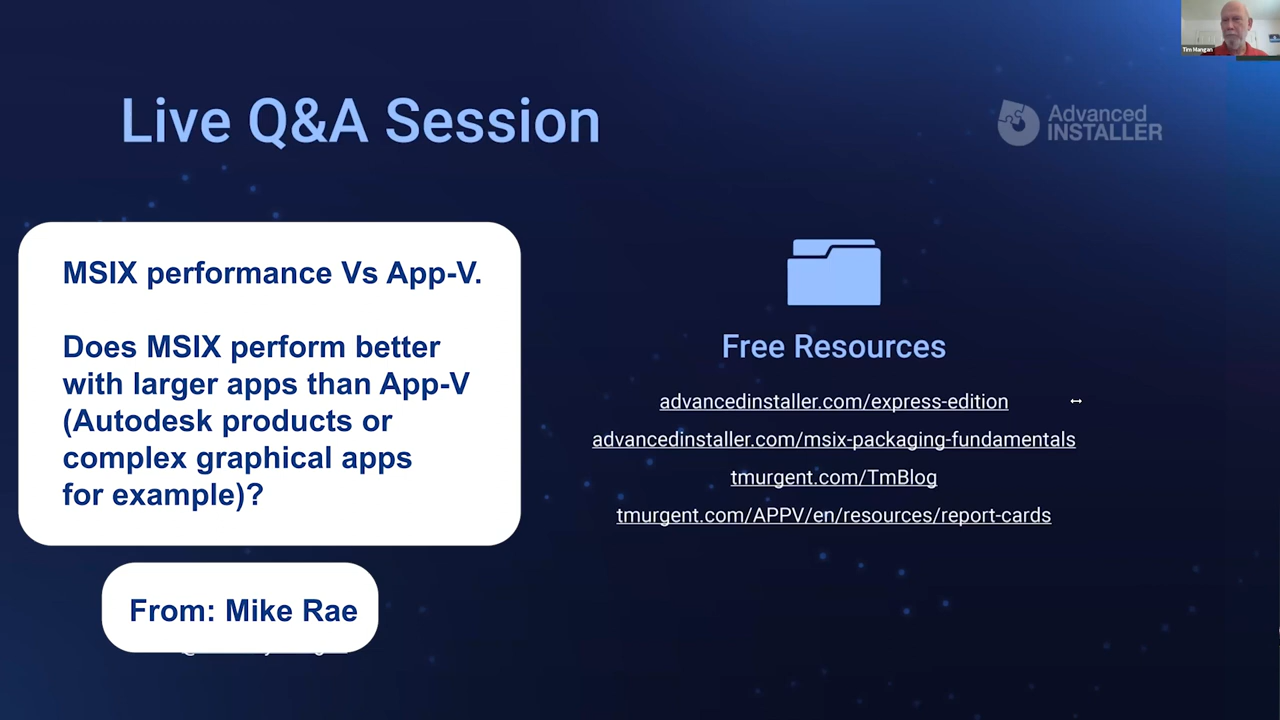 Tim Mangan
Live Q&A Session
Advanced
INSTALLER
MSIX performance Vs App-V.
Does MSIX perform better
with larger apps than App-V
(Autodesk products or
complex graphical apps
for example)?
From: Mike Rae
Free Resources
advancedinstaller.com/express-edition
advancedinstaller.com/msix-packaging-fundamentals
tmurgent.com/TmBlog
tmurgent.com/APPV/en/resources/report-cards